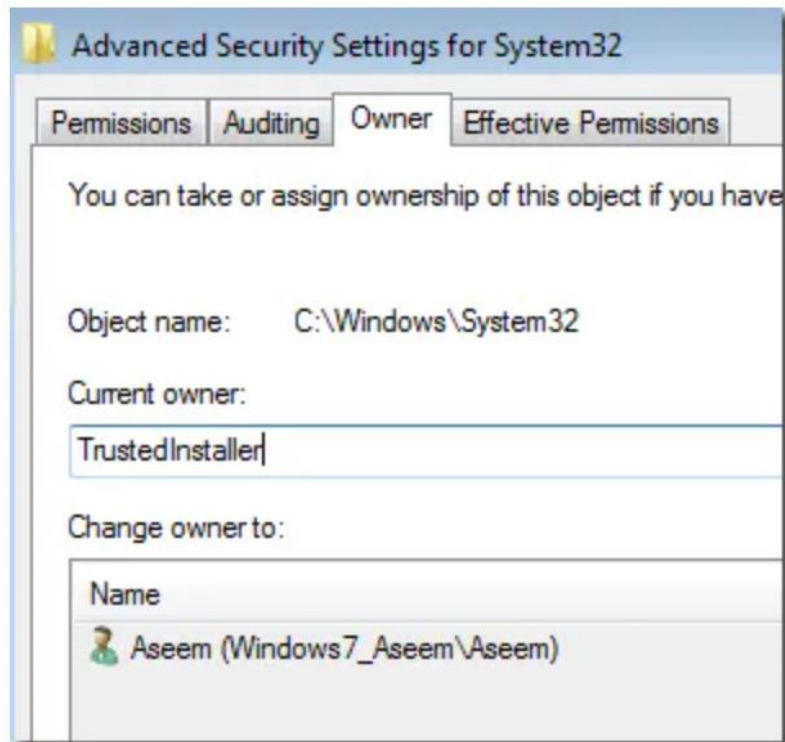 Advanced Security Settings for System32
Permissions Auditing Owner Effective Permissions
You can take or assign ownership of this object if you have
Object name: C:\Windows\System32
Current owner:
TrustedInstaller
Change owner to:
Name
Aseem (Windows7_Aseem\Aseem)